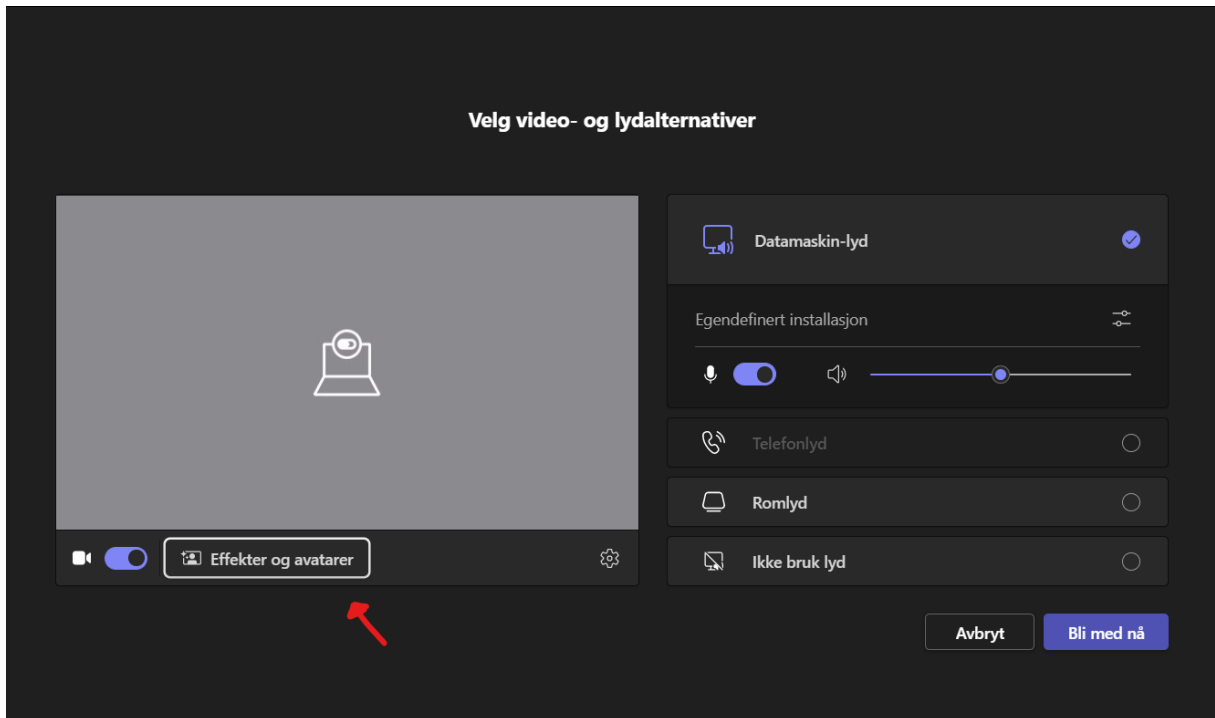 Velg video- og lydalternativer
Datamaskin-lyd
Egendefinert installasjon
Telefonlyd
Romlyd
Effekter og avatarer
Ikke bruk lyd
Avbryt
Bli med nå